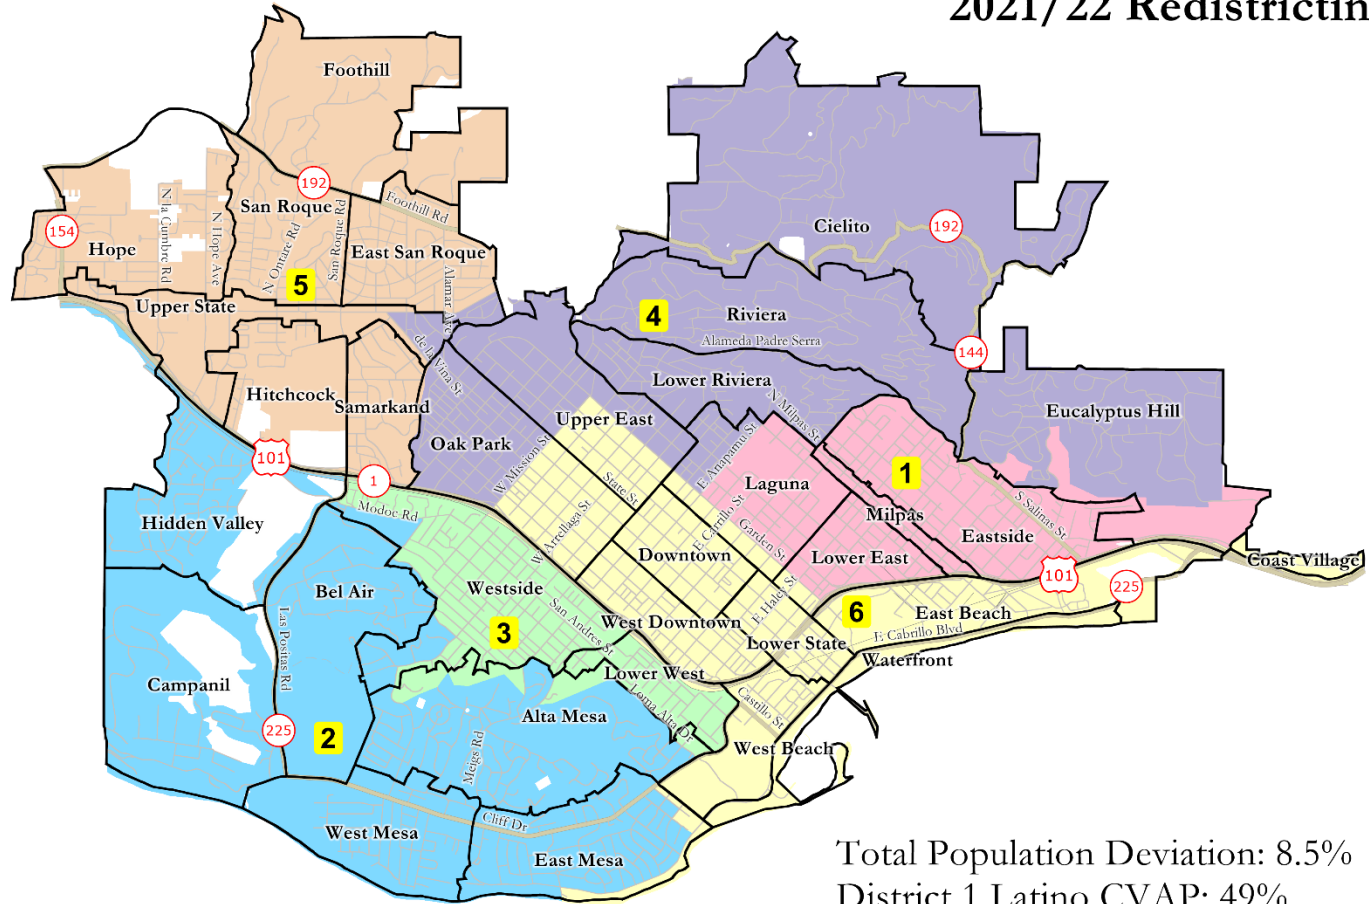 2021/22 Redistrictin
Foothill
192
San Roque
Foothill Rd
154
Hope
N la Cumbre Rd
N Hope Ave
N Ontare Rd
San Roque Rd
East San Roque
Alamar Ave
5
Upper State
de la Vina St
Hitchcock
Samarkand
Cielito
192
4
Riviera
Alameda Padre Serra
144
Lower Riviera
N Milpas St
Eucalyptus Hill
Upper East
Oak Park
W Mission St
E Anapamu St
State St
101
1
Modoc Rd
Laguna
1
Milpas
S Salinas St
Eastside
Hidden Valley
W Arrellaga St
E Carrillo St
Garden St
Downtown
Lower East
101
225
Coast Village
Bel Air
Westside
San Andres St
3
West Downtown
E Haley St
6
East Beach
E Cabrillo Blvd
Lower State
Waterfront
Las Positas Rd
Campanil
Lower West
Loma Alta Dr
Castillo St
225
2
Alta Mesa
Meigs Rd
West Beach
Cliff Dr
West Mesa
East Mesa
Total Population Deviation: 8.5%
District 1 Latino CVAP: 49%